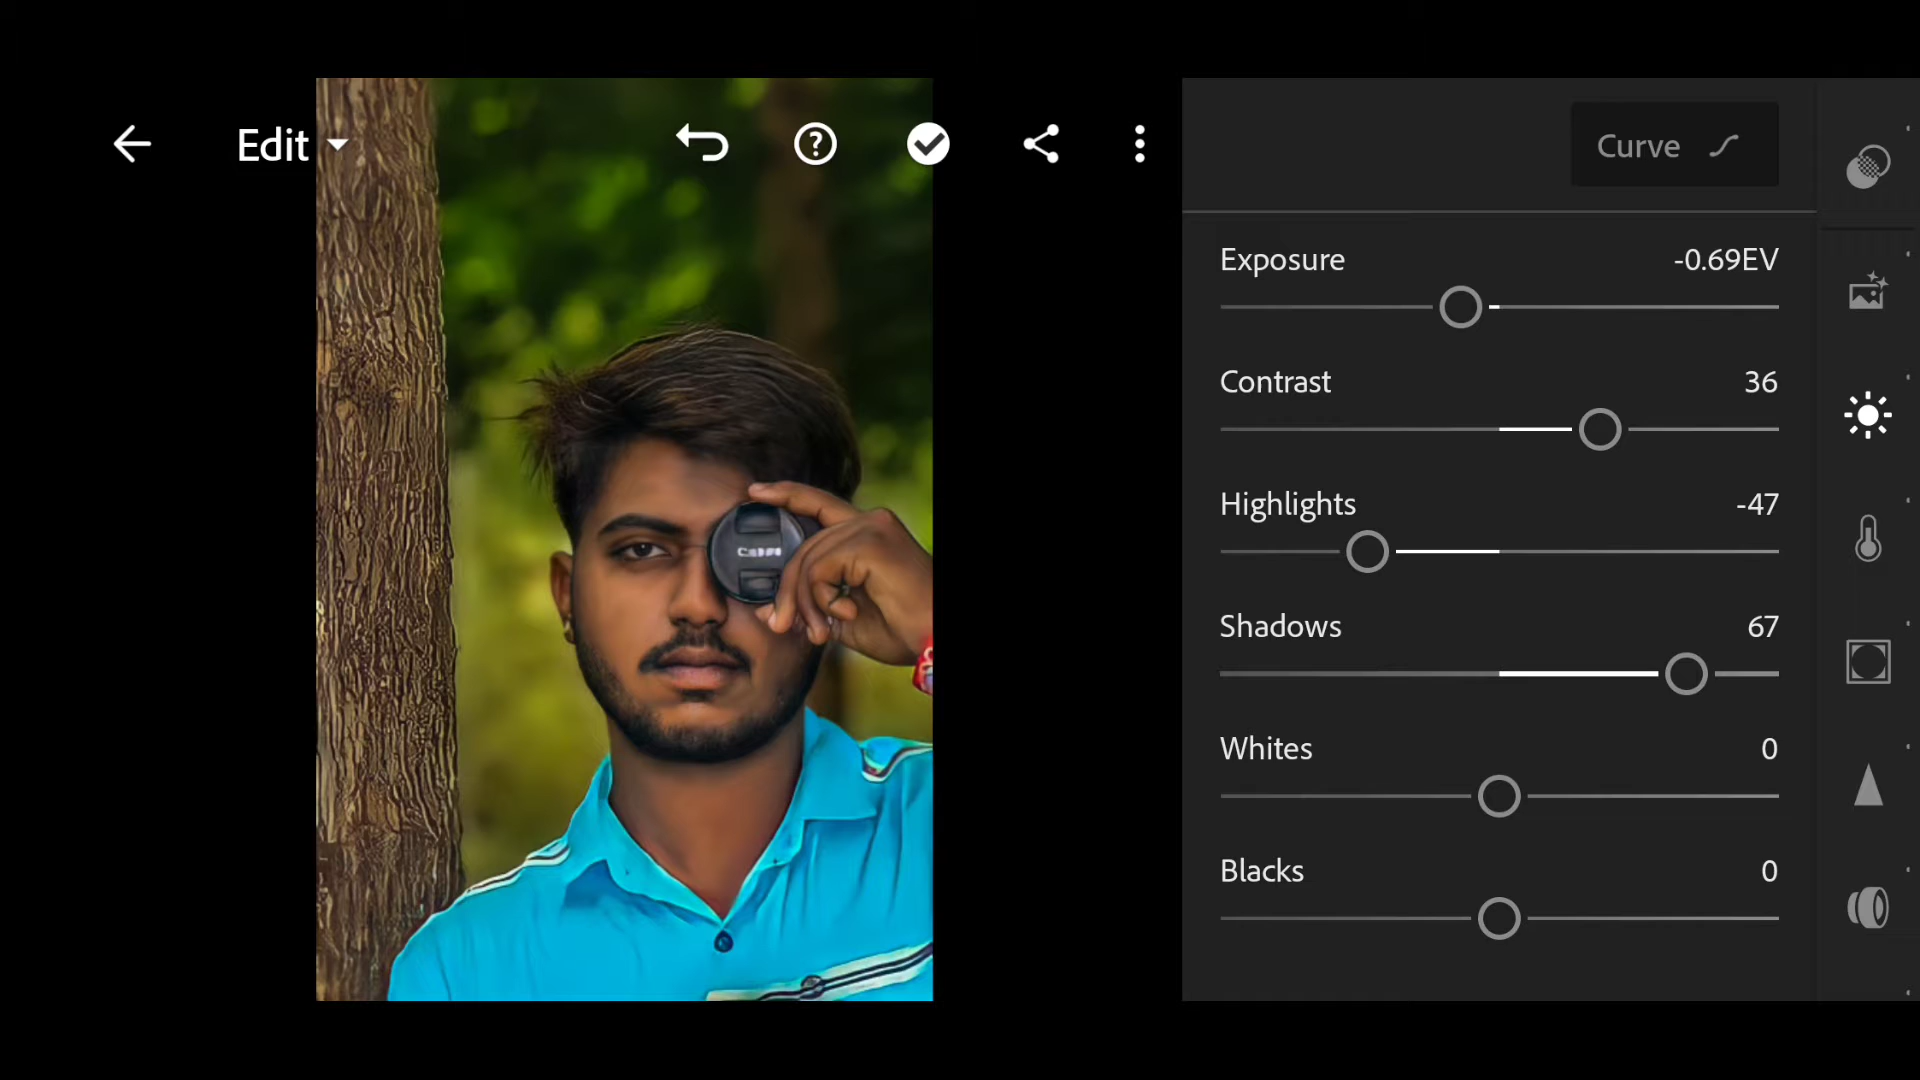 Edit
Curve
Exposure -0.69EV
Contrast 36
Highlights -47
Shadows 67
Whites 0
Blacks 0